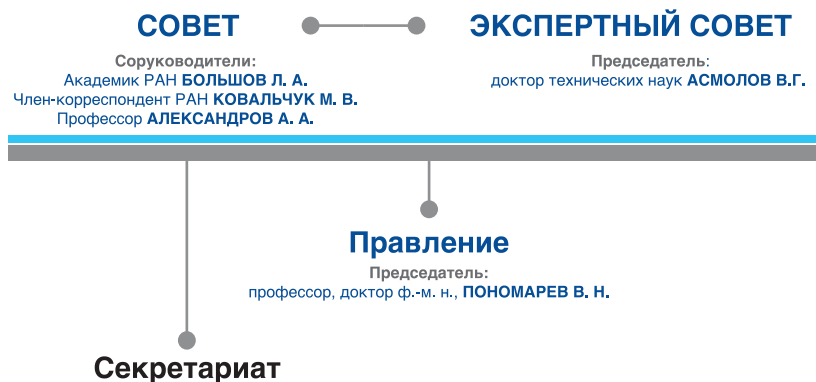 СОВЕТ
Соруководители:
Академик РАН БОЛЬШОВ Л. А.
Член-корреспондент РАН КОВАЛЬЧУК М. В.
Профессор АЛЕКСАНДРОВ А. А.
ЭКСПЕРТНЫЙ СОВЕТ
Председатель:
доктор технических наук АСМОЛОВ В.Г.
Правление
Председатель:
профессор, доктор ф.-м. н., ПОНОМАРЕВ В. Н.
Секретариат